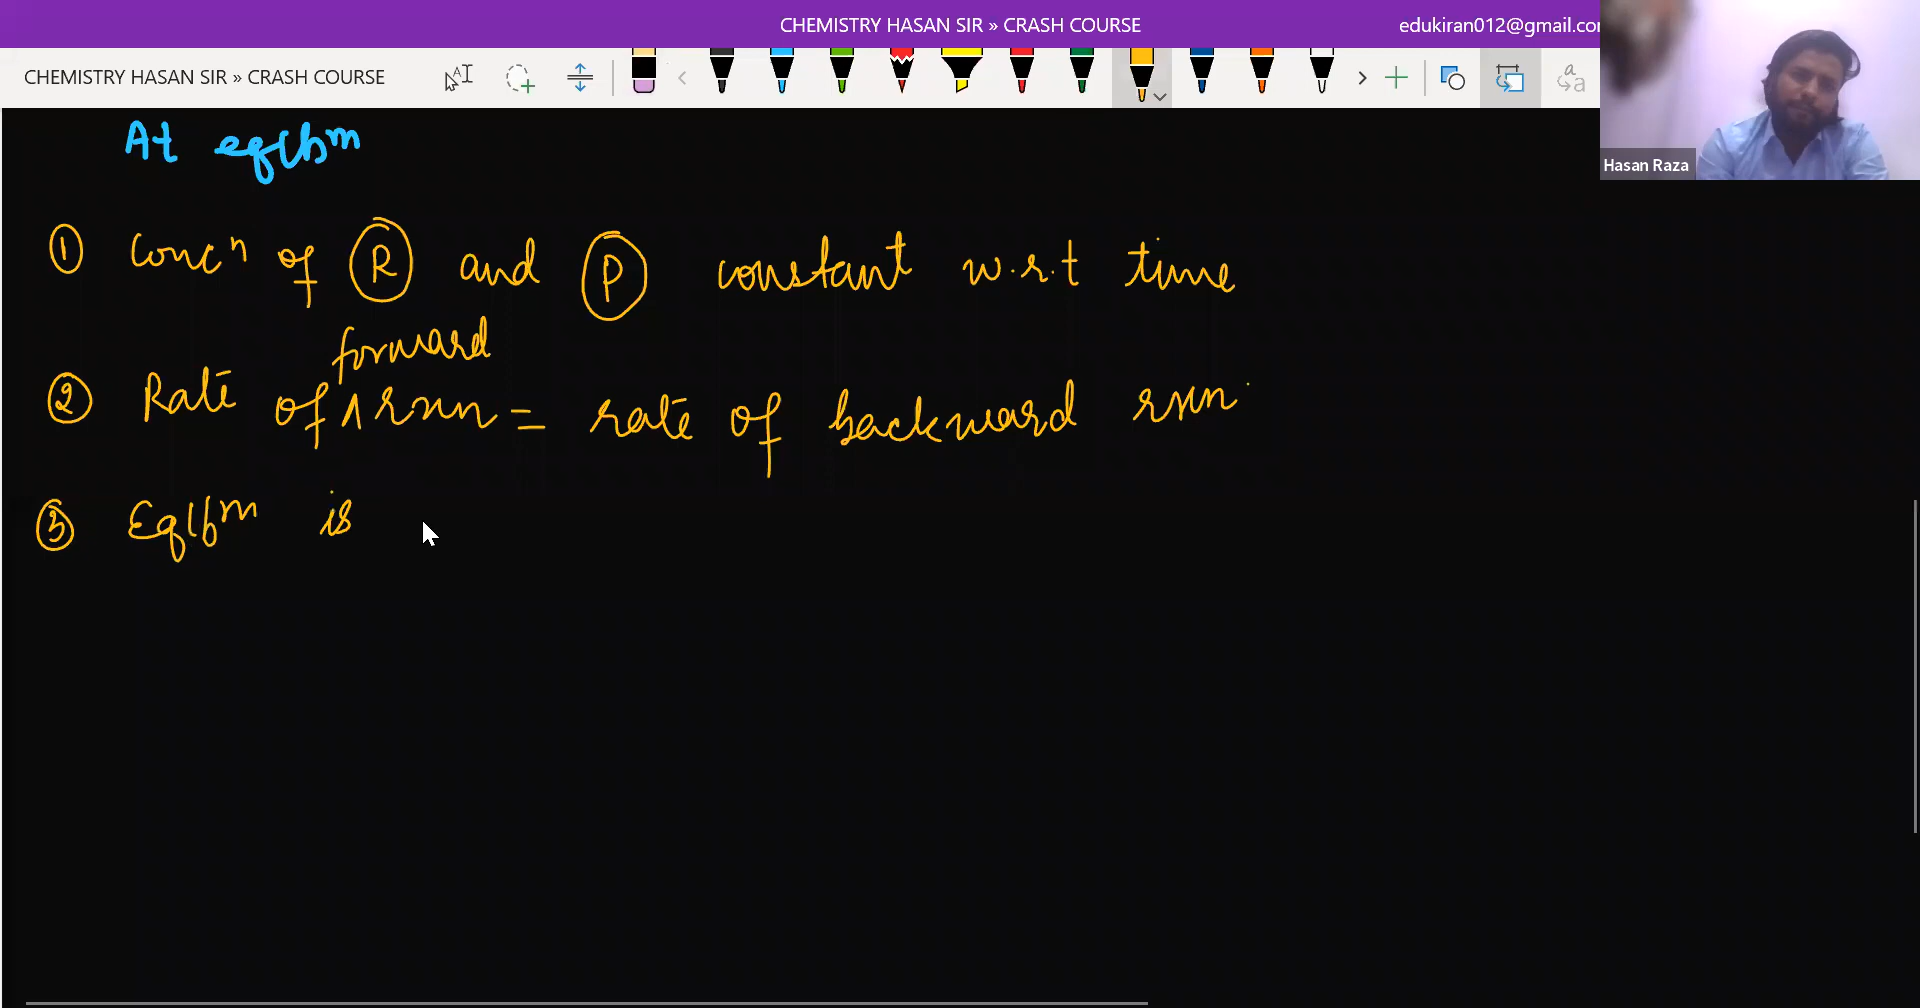 CHEMISTRY HASAN SIR » CRASH COURSE
edukiran012@gmail.co
CHEMISTRY HASAN SIR » CRASH COURSE
Hasan Raza
At eqlbm
① Concn of Ⓡ and Ⓟ constant w.r.t time
forward
② Rate of ∧ rxn = rate of backward rxn
③ Eqlbm is